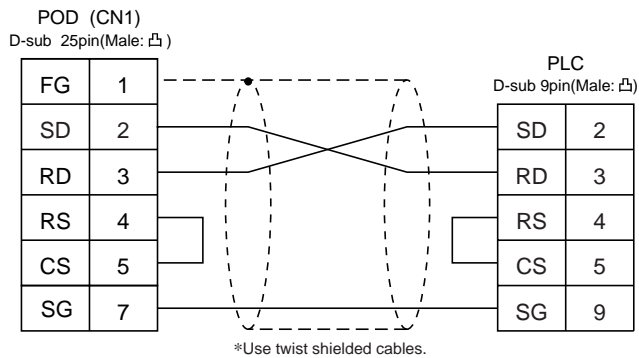 POD (CN1)
D-sub 25pin(Male: 凸)
FG 1
SD 2
RD 3
RS 4
CS 5
SG 7
PLC
D-sub 9pin(Male: 凸)
SD 2
RD 3
RS 4
CS 5
SG 9
*Use twist shielded cables.